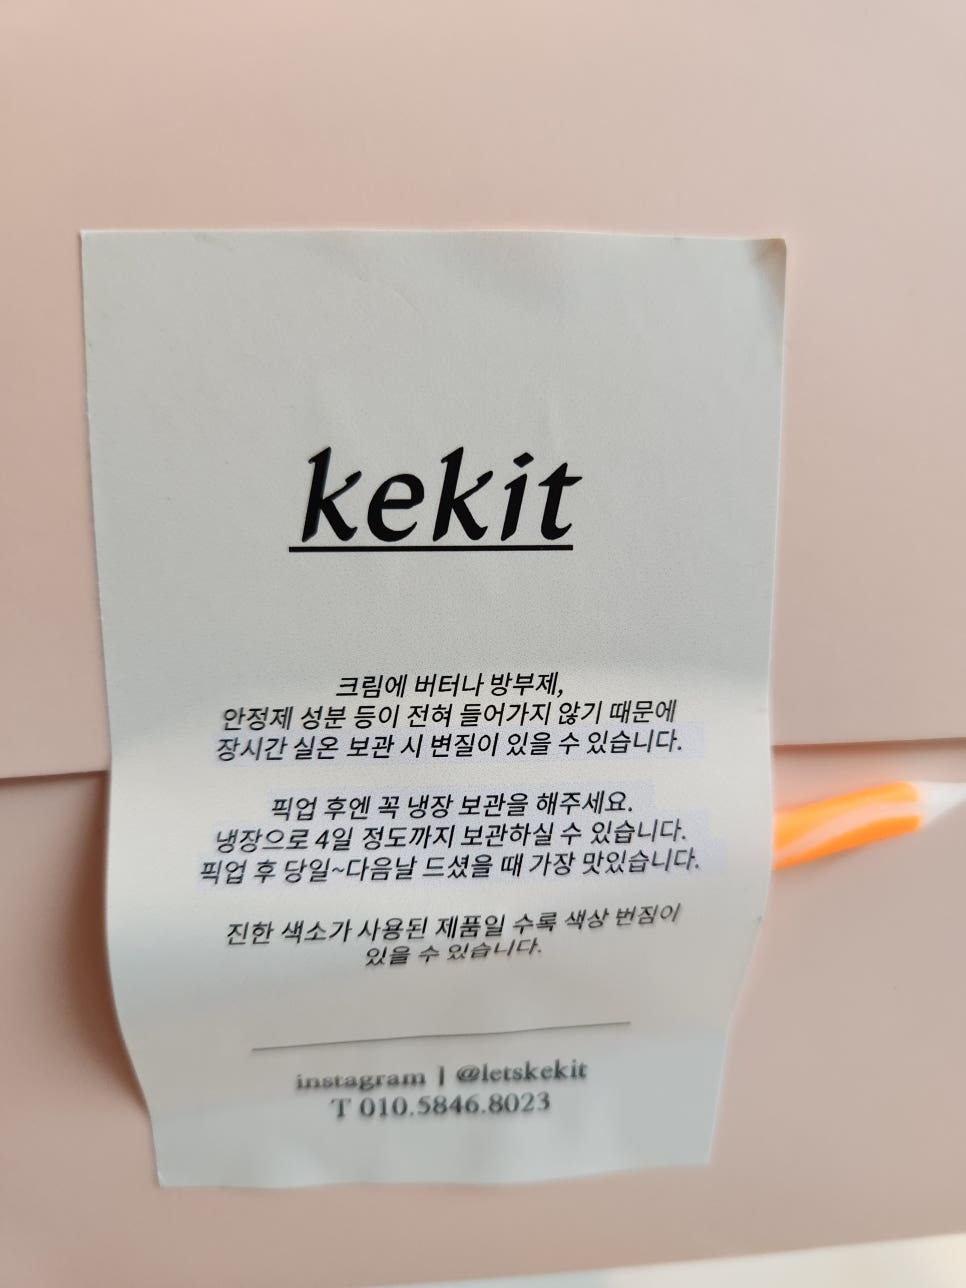 kekit
크림에 버터나 방부제,
안정제 성분 등이 전혀 들어가지 않기 때문에
장시간 실온 보관 시 변질이 있을 수 있습니다.
픽업 후엔 꼭 냉장 보관을 해주세요.
냉장으로 4일 정도까지 보관하실 수 있습니다.
픽업 후 당일~다음날 드셨을 때 가장 맛있습니다.
진한 색소가 사용된 제품일 수록 색상 번짐이
있을 수 있습니다.
instagram | @letskekit
T 010.5846.8023